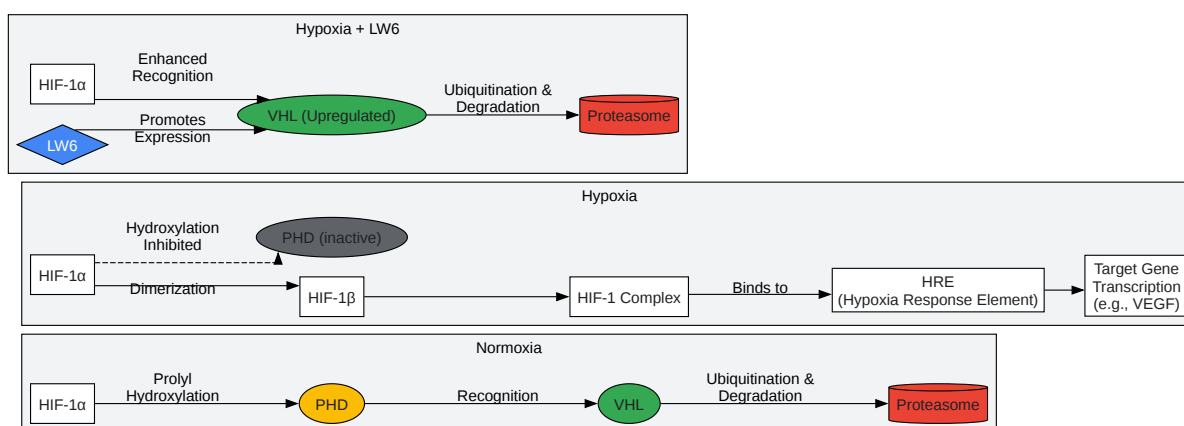 Hypoxia + LW6
HIF-1α
Enhanced
Recognition
LW6
Promotes
Expression
VHL (Upregulated)
Ubiquitination &
Degradation
Proteasome
Hypoxia
HIF-1α
Hydroxylation
Inhibited
PHD (inactive)
Dimerization
HIF-1β
HIF-1 Complex
Binds to
HRE
(Hypoxia Response Element)
Target Gene
Transcription
(e.g., VEGF)
Normoxia
HIF-1α
Prolyl
Hydroxylation
PHD
Recognition
VHL
Ubiquitination &
Degradation
Proteasome